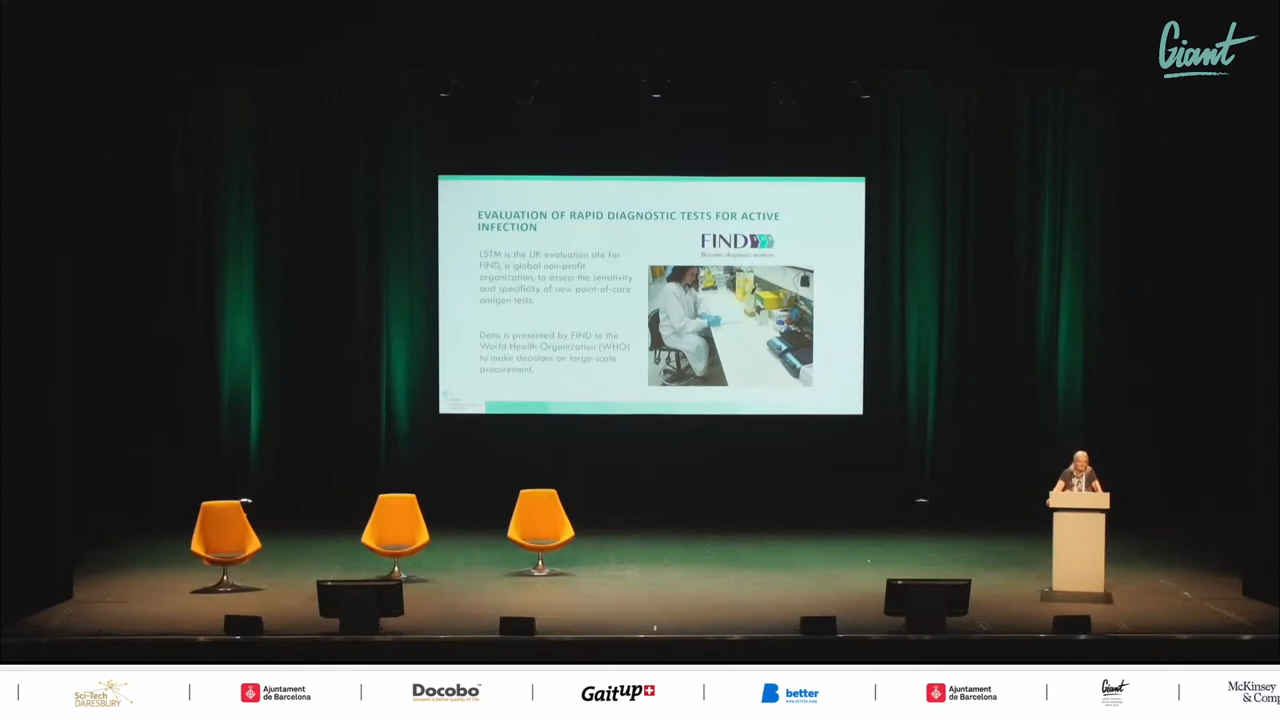 Giant
EVALUATION OF RAPID DIAGNOSTIC TESTS FOR ACTIVE
INFECTION
FIND
Because diagnosis matters
LSTM is the UK evaluation site for
FIND, a global non-profit
organization, to assess the sensitivity
and specificity of new point-of-care
antigen tests.
Data is presented by FIND to the
World Health Organization (WHO)
to make decisions on large-scale
procurement.
Sci-Tech
DARESBURY
Ajuntament
de Barcelona
Docobo
Gaitup
B better
Ajuntament
de Barcelona
Giant
McKinsey
& Comp